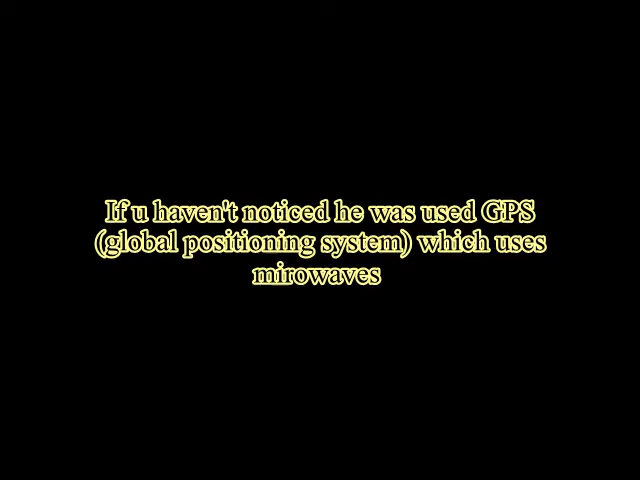 If u haven't noticed he was used GPS
(global positioning system) which uses
mirowaves